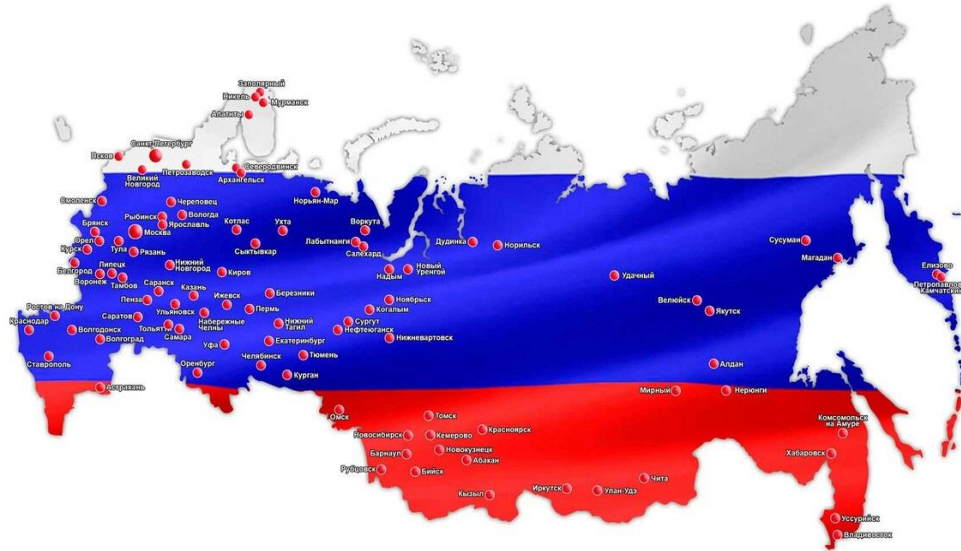 Заполярный
Никель
Мурманск
Апатиты
Санкт-Петербург
Псков
Великий
Новгород
Петрозаводск
Северодвинск
Архангельск
Смоленск
Череповец
Норьян-Мар
Рыбинск
Вологда
Ярославль
Котлас
Ухта
Воркута
Брянск
Москва
Орел
Тула
Курск
Рязань
Сыктывкар
Лабытнанги
Салехард
Дудинка
Норильск
Сусуман
Магадан
Белгород
Липецк
Воронеж
Тамбов
Нижний
Новгород
Киров
Надым
Новый
Уренгой
Удачный
Елизово
Петропавловск
Камчатский
Саранск
Казань
Пенза
Ульяновск
Ижевск
Березники
Ноябрьск
Велюйск
Ростов на Дону
Саратов
Набережные
Челны
Пермь
Когалым
Якутск
Краснодар
Волгодонск
Тольятти
Самара
Нижний
Тагил
Сургут
Нефтеюганск
Волгоград
Уфа
Екатеринбург
Нижневартовск
Ставрополь
Челябинск
Тюмень
Алдан
Оренбург
Курган
Астрахань
Мирный
Нерюнги
Омск
Томск
Комсомольск
на Амуре
Новосибирск
Кемерово
Красноярск
Барнаул
Новокузнецк
Хабаровск
Абакан
Рубцовск
Бийск
Чита
Кызыл
Иркутск
Улан-Удэ
Уссурийск
Владивосток